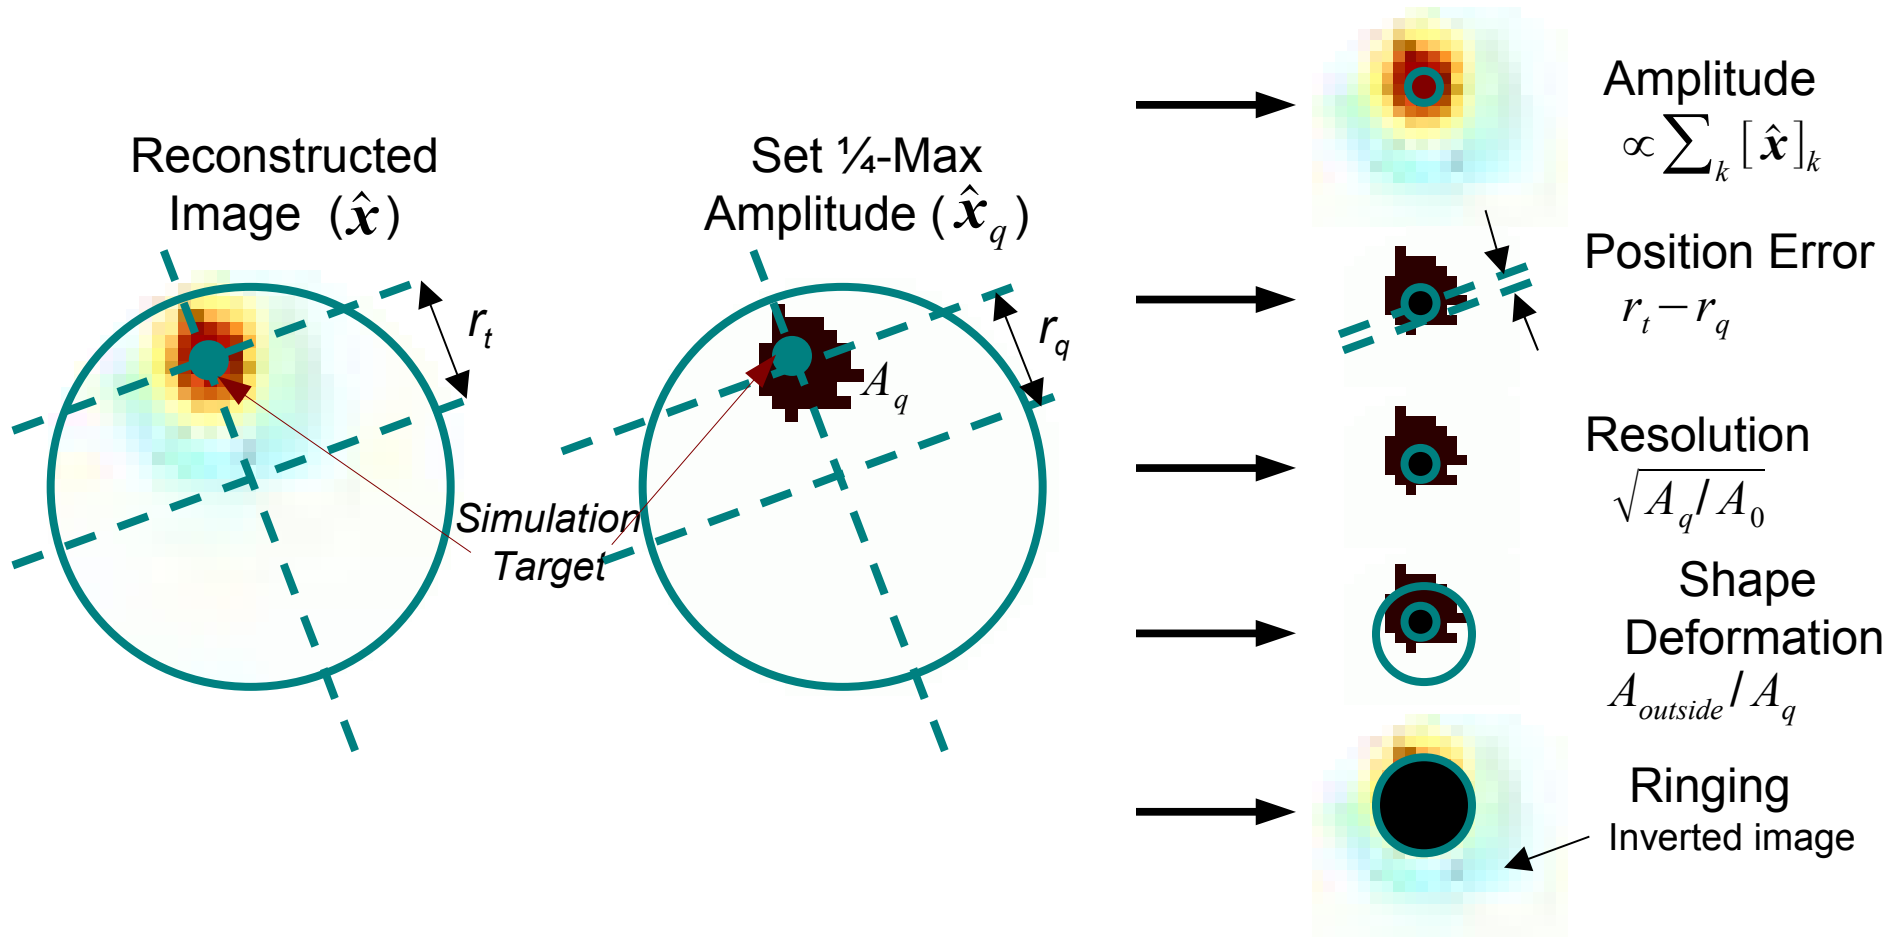 Reconstructed
Image (x̂)
r_t
Set ¼-Max
Amplitude (x̂_q)
r_q
A_q
Simulation
Target
Amplitude
∝ ∑_k [x̂]_k
Position Error
r_t − r_q
Resolution
√(A_q / A_0)
Shape
Deformation
A_outside / A_q
Ringing
Inverted image